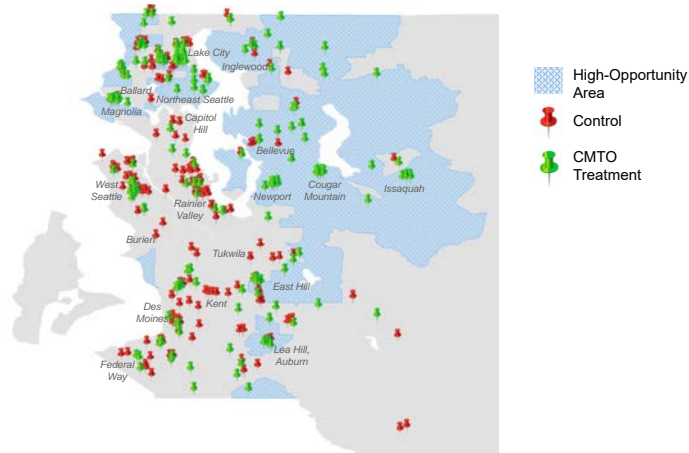 Lake City
Inglewood
Ballard
Northeast Seattle
Magnolia
Capitol
Hill
Bellevue
West
Seattle
Rainier
Valley
Newport
Cougar
Mountain
Issaquah
Burien
Tukwila
East Hill
Kent
Des
Moines
Lea Hill,
Auburn
Federal
Way
High-Opportunity
Area
Control
CMTO
Treatment